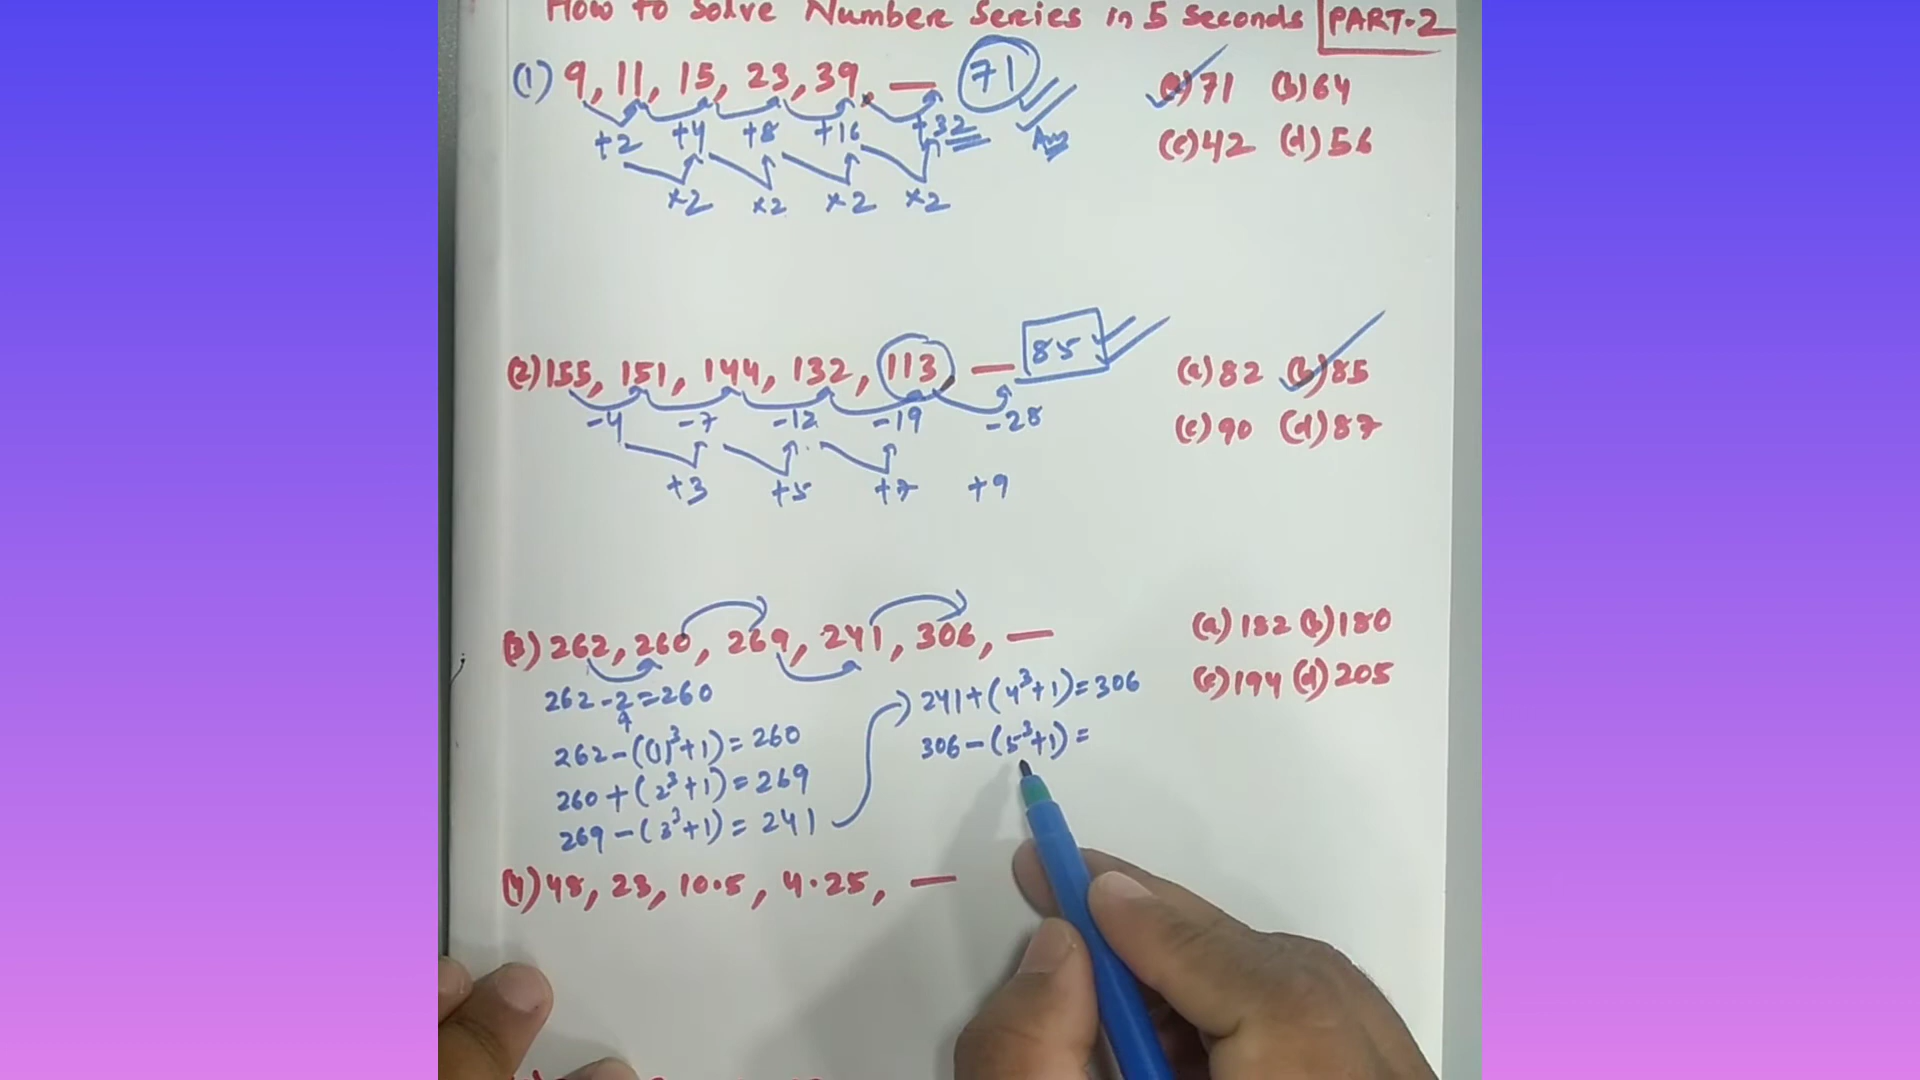 How to Solve Number Series in 5 Seconds PART-2
(1) 9, 11, 15, 23, 39, — 71
+2 +4 +8 +16 +32 Ans
×2 ×2 ×2 ×2
(a) 71 (b) 64
(c) 42 (d) 56
(2) 155, 151, 144, 132, 113, — 85
-4 -7 -12 -19 -28
+3 +5 +7 +9
(a) 82 (b) 85
(c) 90 (d) 87
(3) 262, 260, 269, 241, 306, —
(a) 182 (b) 180
(c) 194 (d) 205
262 - 2 = 260
262 - ((1)³+1) = 260
260 + (2³+1) = 269
269 - (3³+1) = 241
241 + (4³+1) = 306
306 - (5³+1) =
(4) 48, 23, 10.5, 4.25, —